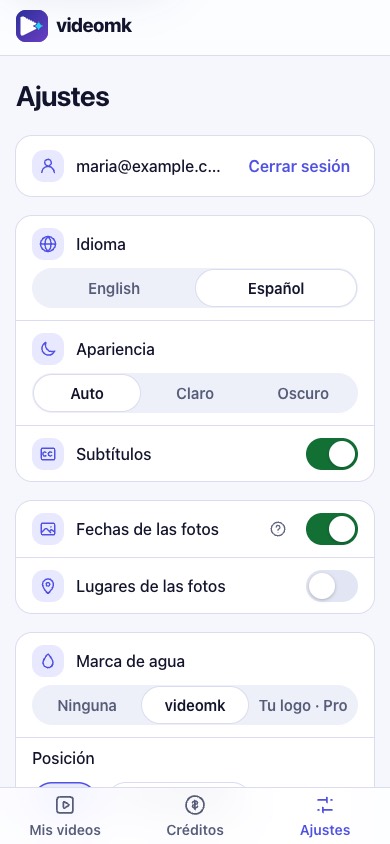 videomk
Ajustes
maria@example.c... Cerrar sesión
Idioma
English Español
Apariencia
Auto Claro Oscuro
CC Subtítulos
Fechas de las fotos ?
Lugares de las fotos
Marca de agua
Ninguna videomk Tu logo · Pro
Posición
Mis videos Créditos Ajustes